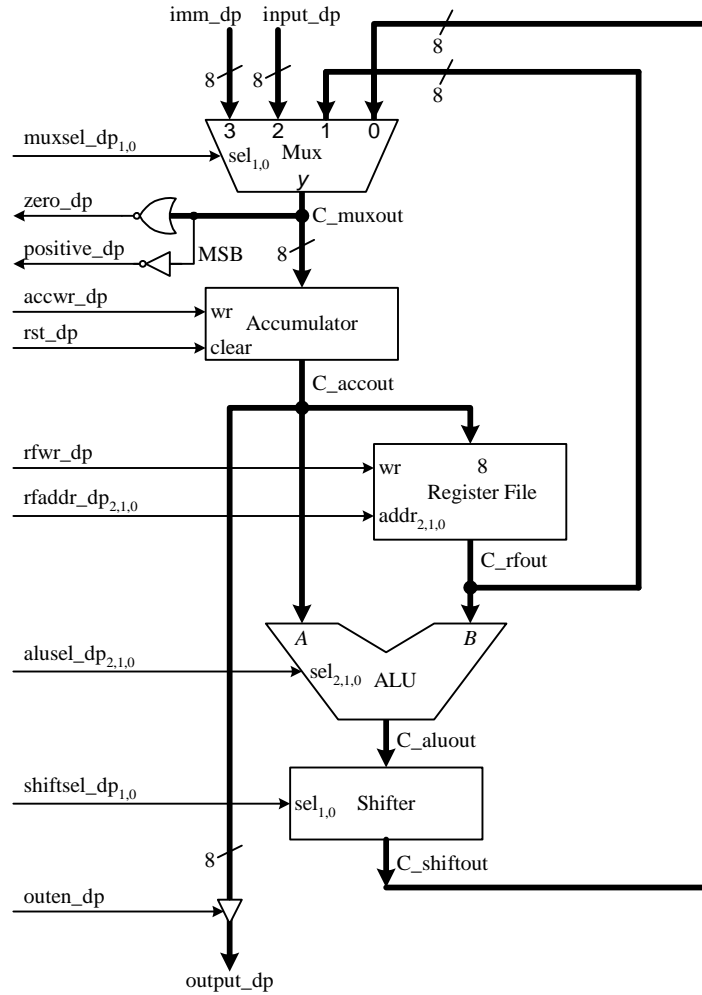 imm_dp input_dp
8
8
8
8
3 2 1 0
muxsel_dp1,0
sel1,0
Mux
y
zero_dp
C_muxout
positive_dp
MSB
8
accwr_dp
wr
Accumulator
rst_dp
clear
C_accout
rfwr_dp
wr
8
Register File
rfaddr_dp2,1,0
addr2,1,0
C_rfout
A
B
alusel_dp2,1,0
sel2,1,0
ALU
C_aluout
shiftsel_dp1,0
sel1,0
Shifter
8
C_shiftout
outen_dp
output_dp